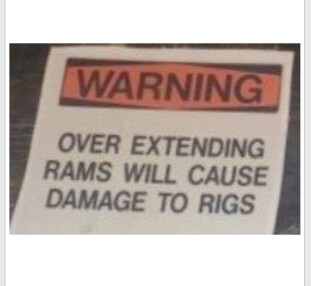 WARNING
OVER EXTENDING
RAMS WILL CAUSE
DAMAGE TO RIGS